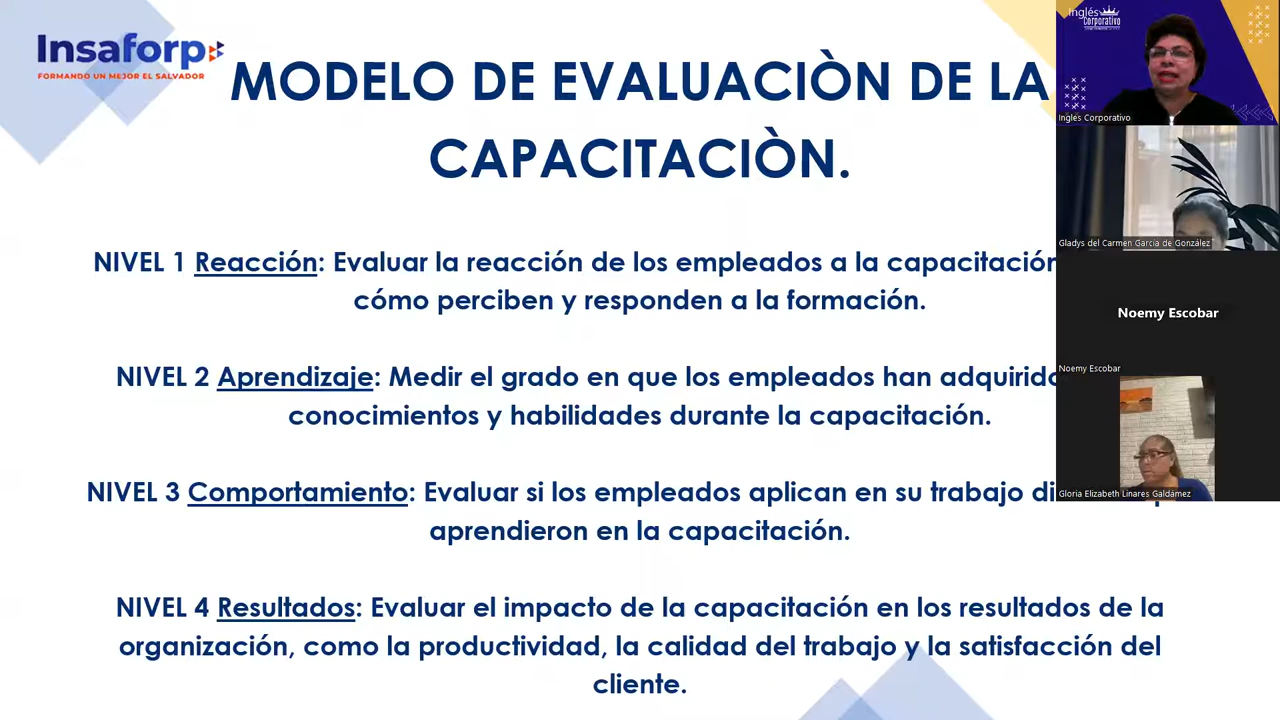 Insaforp
FORMANDO UN MEJOR EL SALVADOR
MODELO DE EVALUACIÒN DE LA
CAPACITACIÒN.
NIVEL 1 Reacción: Evaluar la reacción de los empleados a la capacitación
cómo perciben y responden a la formación.
NIVEL 2 Aprendizaje: Medir el grado en que los empleados han adquirido
conocimientos y habilidades durante la capacitación.
NIVEL 3 Comportamiento: Evaluar si los empleados aplican en su trabajo
aprendieron en la capacitación.
NIVEL 4 Resultados: Evaluar el impacto de la capacitación en los resultados de la
organización, como la productividad, la calidad del trabajo y la satisfacción del
cliente.
Inglés
Corporativo
Ingles Corporativo
Gladys del Carmen Garcia de González
Noemy Escobar
Noemy Escobar
Gloria Elizabeth Linares Galdámez